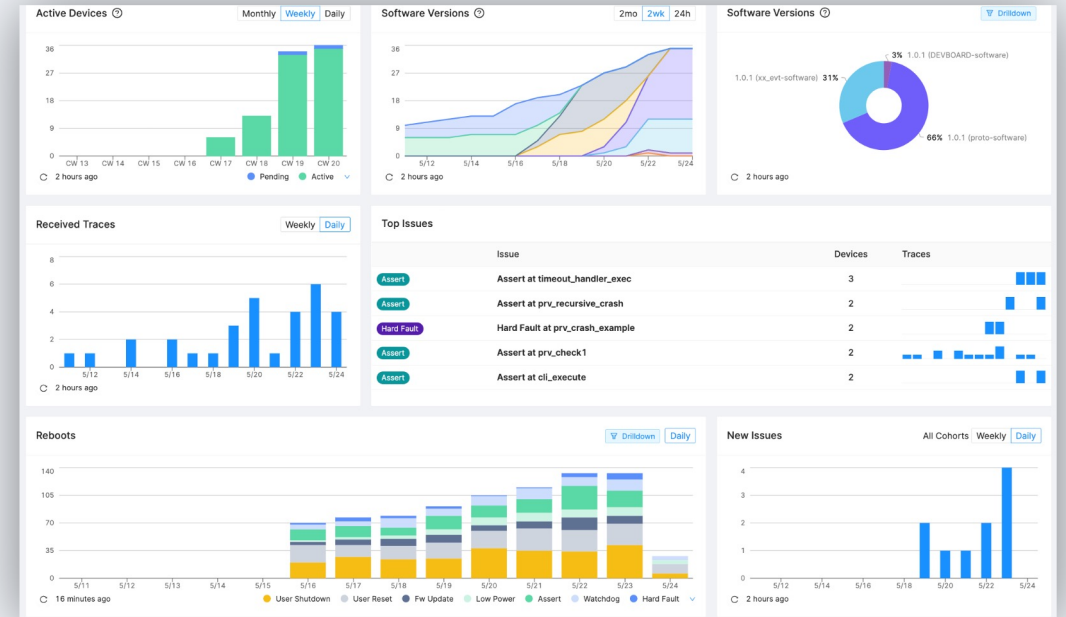 Active Devices ?
Monthly Weekly Daily
36
27
18
9
0
CW 13 CW 14 CW 15 CW 16 CW 17 CW 18 CW 19 CW 20
2 hours ago
Pending Active
Software Versions ?
2mo 2wk 24h
36
27
18
9
0
5/12 5/14 5/16 5/18 5/20 5/22 5/24
2 hours ago
Software Versions ?
Drilldown
3% 1.0.1 (DEVBOARD-software)
1.0.1 (xx_evt-software) 31%
66% 1.0.1 (proto-software)
2 hours ago
Received Traces
Weekly Daily
8
6
4
2
0
5/12 5/14 5/16 5/18 5/20 5/22 5/24
2 hours ago
Top Issues
Issue Devices Traces
Assert Assert at timeout_handler_exec 3
Assert Assert at prv_recursive_crash 2
Hard Fault Hard Fault at prv_crash_example 2
Assert Assert at prv_check1 2
Assert Assert at cli_execute 2
Reboots
Drilldown Daily
140
105
70
35
0
5/11 5/12 5/13 5/14 5/15 5/16 5/17 5/18 5/19 5/20 5/21 5/22 5/23 5/24
16 minutes ago
User Shutdown User Reset Fw Update Low Power Assert Watchdog Hard Fault
New Issues
All Cohorts Weekly Daily
4
3
2
1
0
5/12 5/14 5/16 5/18 5/20 5/22 5/24
2 hours ago